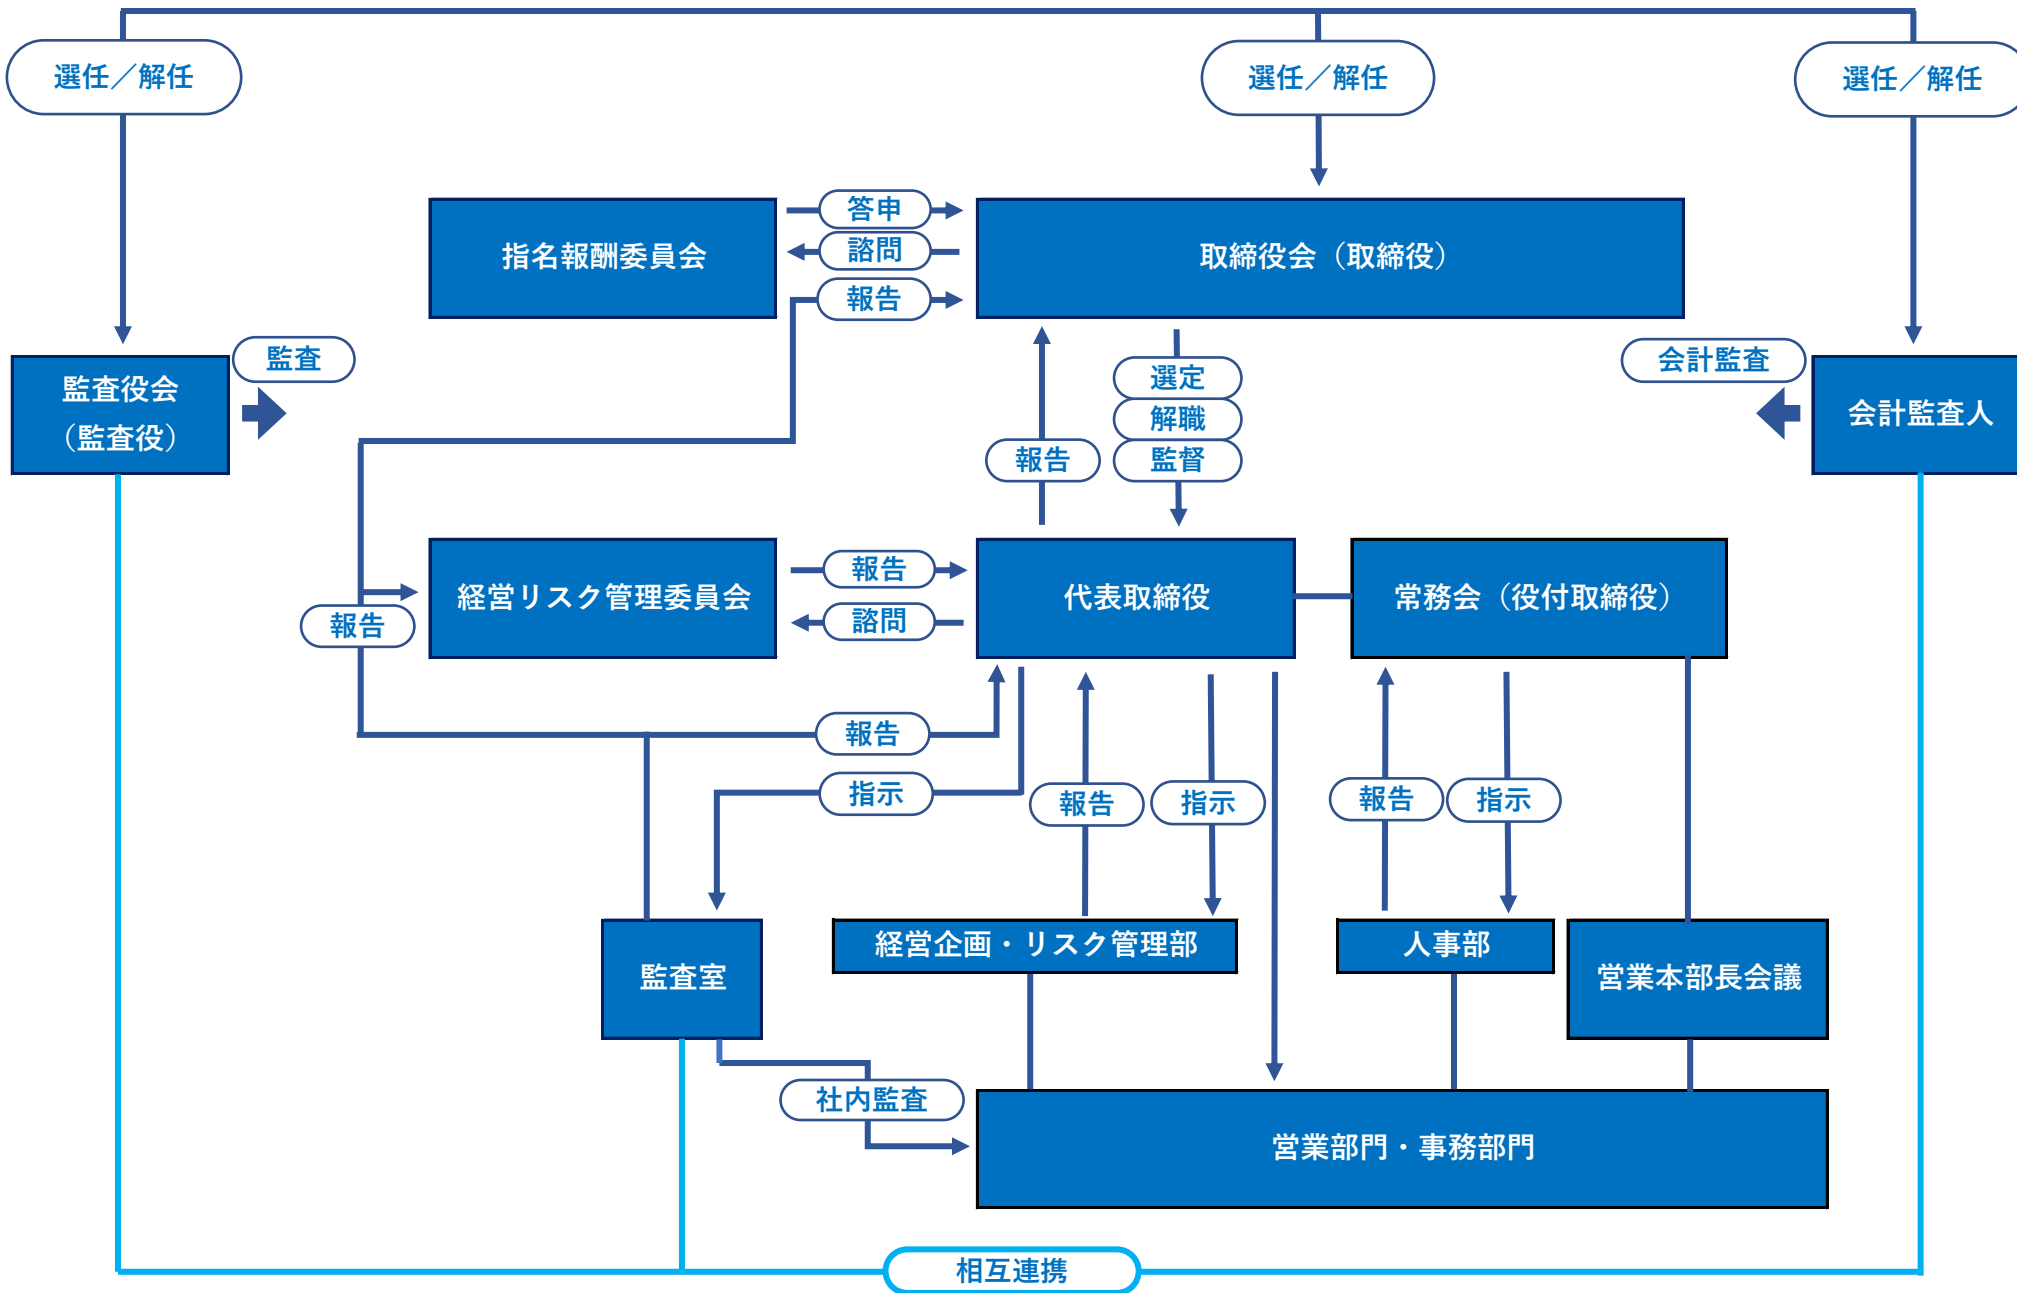 選任／解任
選任／解任
選任／解任
指名報酬委員会
答申
諮問
報告
取締役会（取締役）
監査役会
（監査役）
監査
会計監査
会計監査人
報告
選定
解職
監督
経営リスク管理委員会
報告
諮問
代表取締役
常務会（役付取締役）
報告
報告
指示
報告
指示
報告
指示
監査室
経営企画・リスク管理部
人事部
営業本部長会議
社内監査
営業部門・事務部門
相互連携